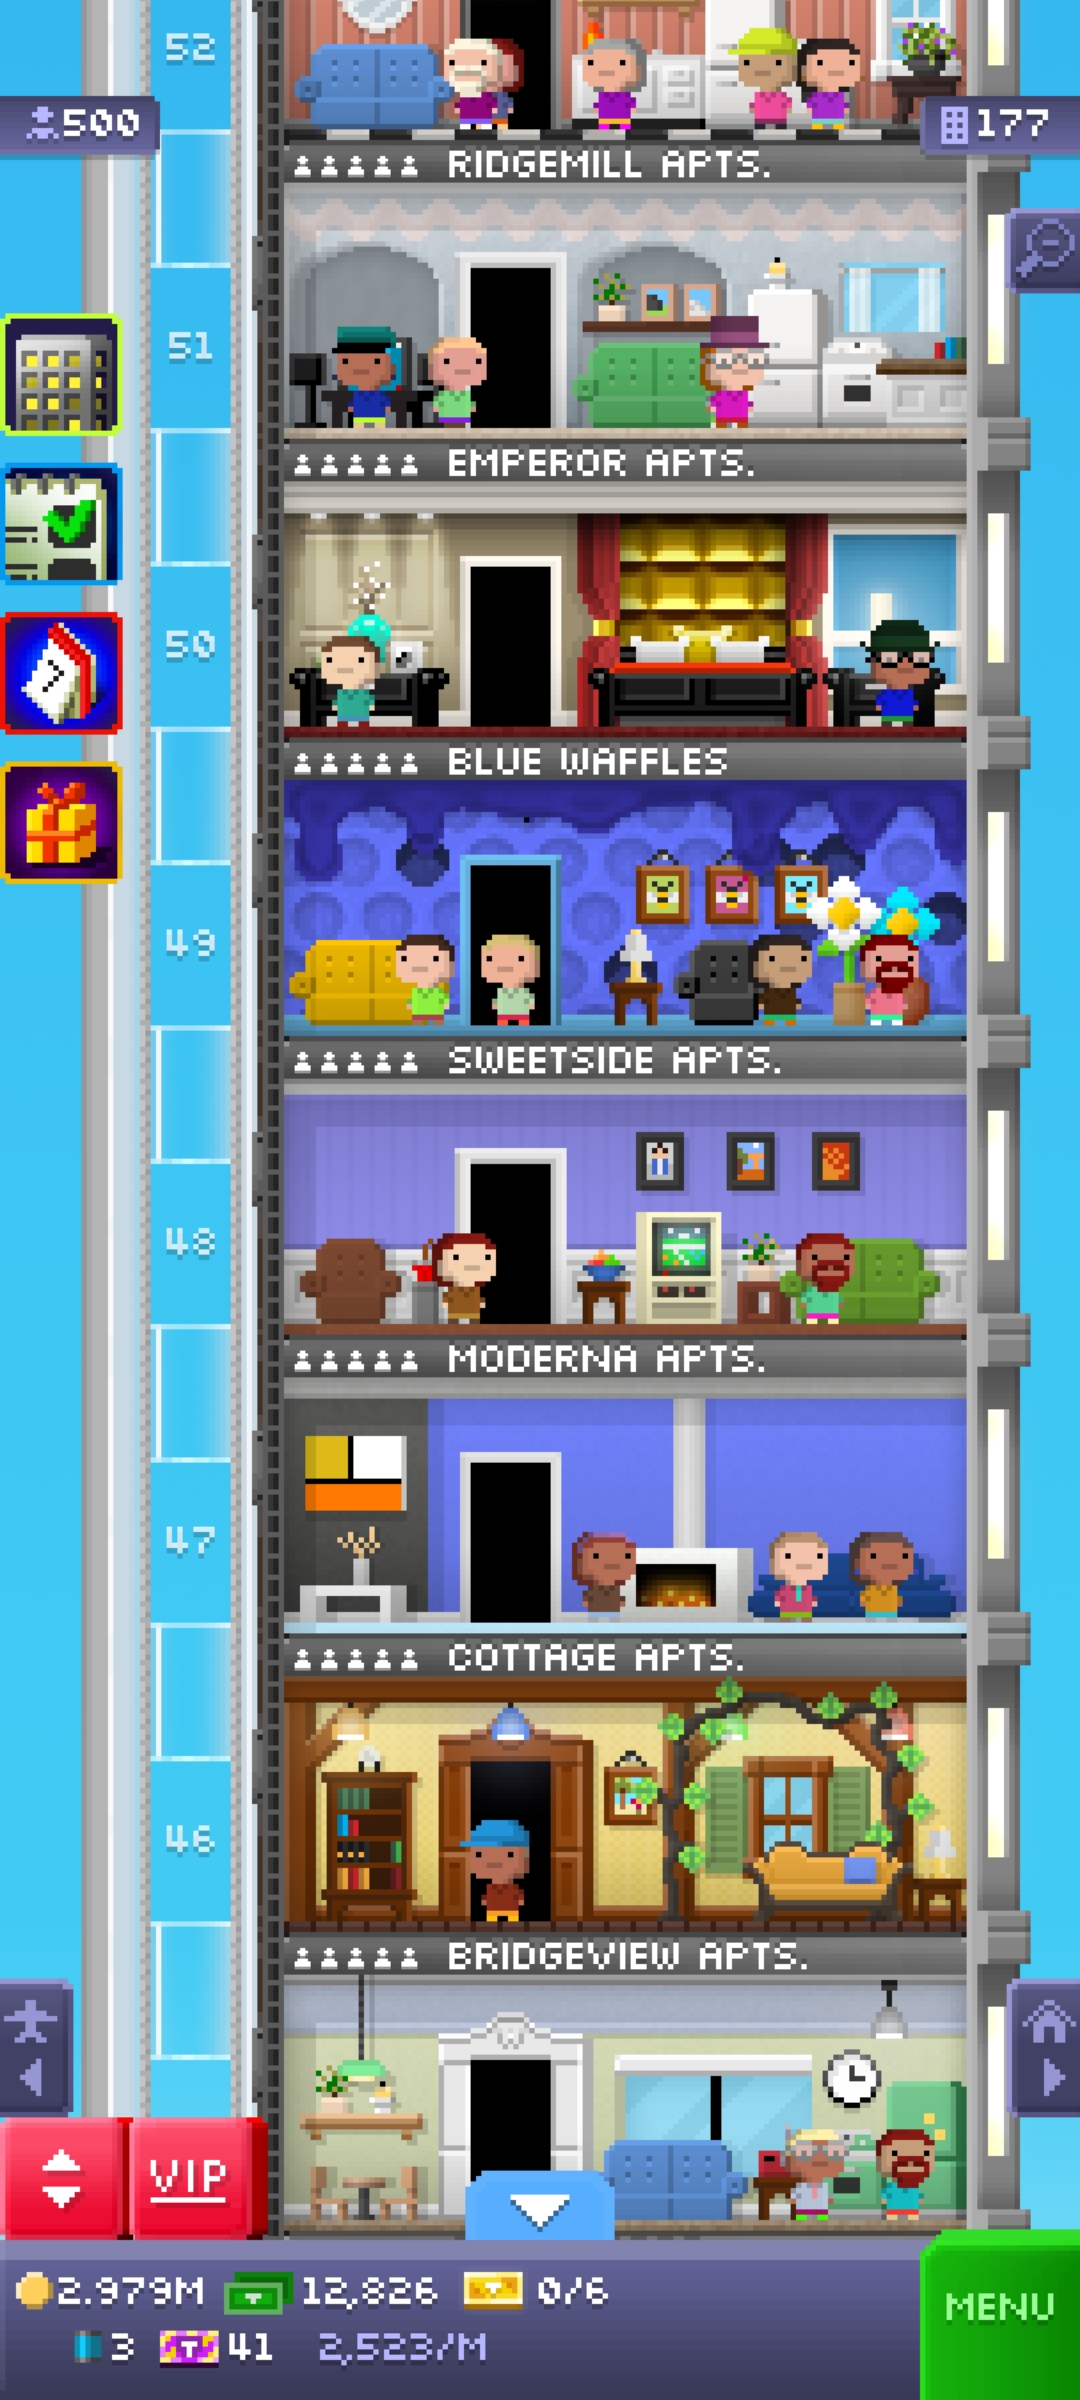 52
500
177
RIDGEMILL APTS.
51
EMPEROR APTS.
50
BLUE WAFFLES
49
SWEETSIDE APTS.
48
MODERNA APTS.
47
COTTAGE APTS.
46
BRIDGEVIEW APTS.
VIP
2.979M 12,826 0/6
MENU
3 41 2,523/M